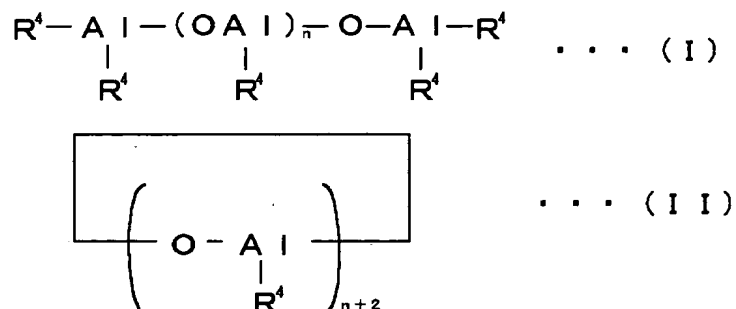 R⁴—Al—(OAl)ₙ—O—Al—R⁴ ・・・(I)
R⁴ R⁴ R⁴
(O—Al)ₙ₊₂ ・・・(II)
R⁴